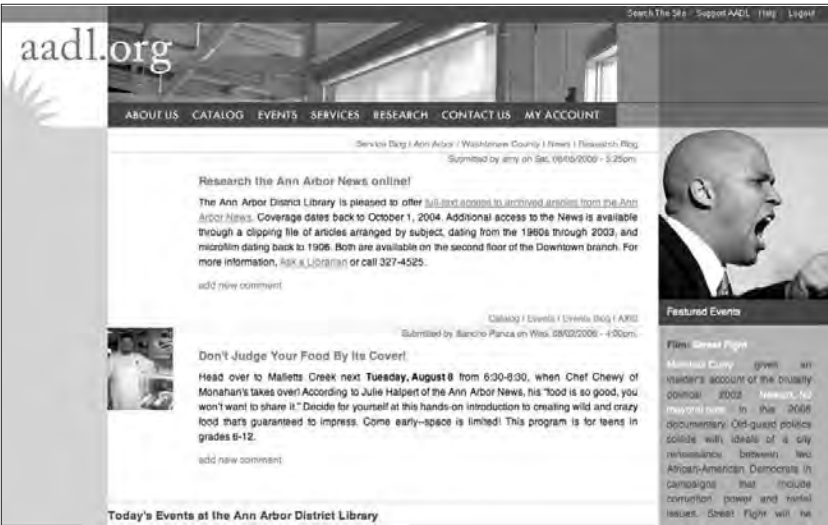 Search The Site | Support AADL | Help | Logout
aadl.org
ABOUT US CATALOG EVENTS SERVICES RESEARCH CONTACT US MY ACCOUNT
Service Blog | Ann Arbor / Washtenaw County | News | Research Blog
Submitted by amy on Sat, 08/05/2006 - 5:25pm.
Research the Ann Arbor News online!
The Ann Arbor District Library is pleased to offer full-text access to archived articles from the Ann
Arbor News. Coverage dates back to October 1, 2004. Additional access to the News is available
through a clipping file of articles arranged by subject, dating from the 1960s through 2003, and
microfilm dating back to 1906. Both are available on the second floor of the Downtown branch. For
more information, Ask a Librarian or call 327-4525.
add new comment
Catalog | Events | Events Blog | AXIS
Submitted by Sancho Panza on Wed, 08/02/2006 - 4:00pm.
Don't Judge Your Food By Its Cover!
Head over to Malletts Creek next Tuesday, August 8 from 6:30-8:30, when Chef Chewy of
Monahan's takes over! According to Julie Halpert of the Ann Arbor News, his "food is so good, you
won't want to share it." Decide for yourself at this hands-on introduction to creating wild and crazy
food that's guaranteed to impress. Come early--space is limited! This program is for teens in
grades 6-12.
add new comment
Today's Events at the Ann Arbor District Library
Featured Events
Film: Street Fight
Marshall Curry gives an
insider's account of the brutally
political 2002 Newark, NJ
mayoral race in this 2005
documentary. Old-guard politics
collide with ideals of a city
renaissance between two
African-American Democrats in
campaigns that include
corruption, power and racial
issues. Street Fight will be